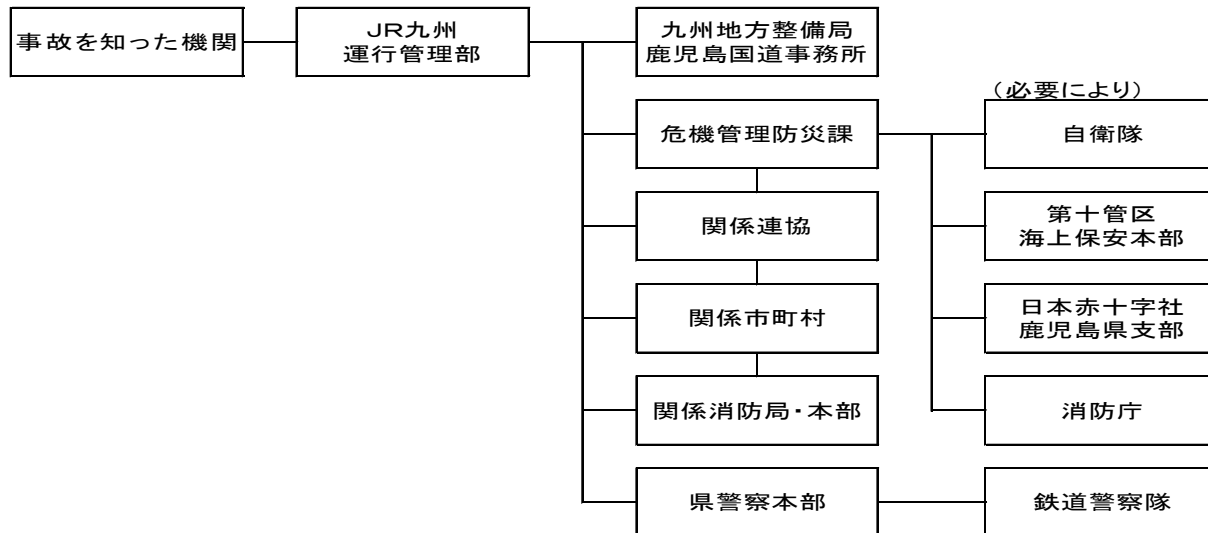 事故を知った機関
JR九州
運行管理部
九州地方整備局
鹿児島国道事務所
(必要により)
危機管理防災課
自衛隊
関係連協
第十管区
海上保安本部
関係市町村
日本赤十字社
鹿児島県支部
関係消防局・本部
消防庁
県警察本部
鉄道警察隊